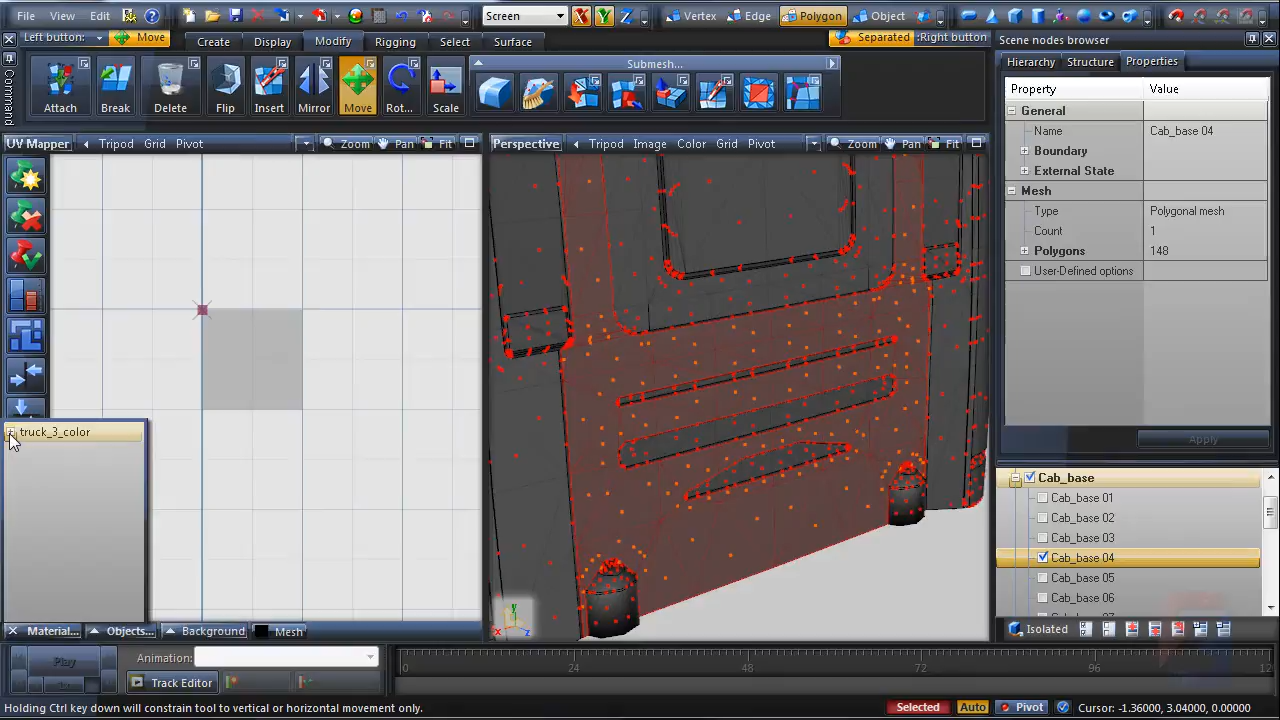 File View Edit Screen X Y Z Vertex Edge Polygon Object
Left button: Move Create Display Modify Rigging Select Surface Separated :Right button
Scene nodes browser
Hierarchy Structure Properties
Command
Attach Break Delete Flip Insert Mirror Move Rot... Scale
Submesh...
Property Value
General
Name Cab_base 04
Boundary
External State
Mesh
Type Polygonal mesh
Count 1
Polygons 148
User-Defined options
Apply
UV Mapper Tripod Grid Pivot Zoom Pan Fit
Perspective Tripod Image Color Grid Pivot Zoom Pan Fit
truck_3_color
Cab_base
Cab_base 01
Cab_base 02
Cab_base 03
Cab_base 04
Cab_base 05
Cab_base 06
Isolated
Material... Objects... Background Mesh
Play Animation: 0 24 48 72 96 12
Track Editor
Holding Ctrl key down will constrain tool to vertical or horizontal movement only. Selected Auto Pivot Cursor: -1.36000, 3.04000, 0.00000